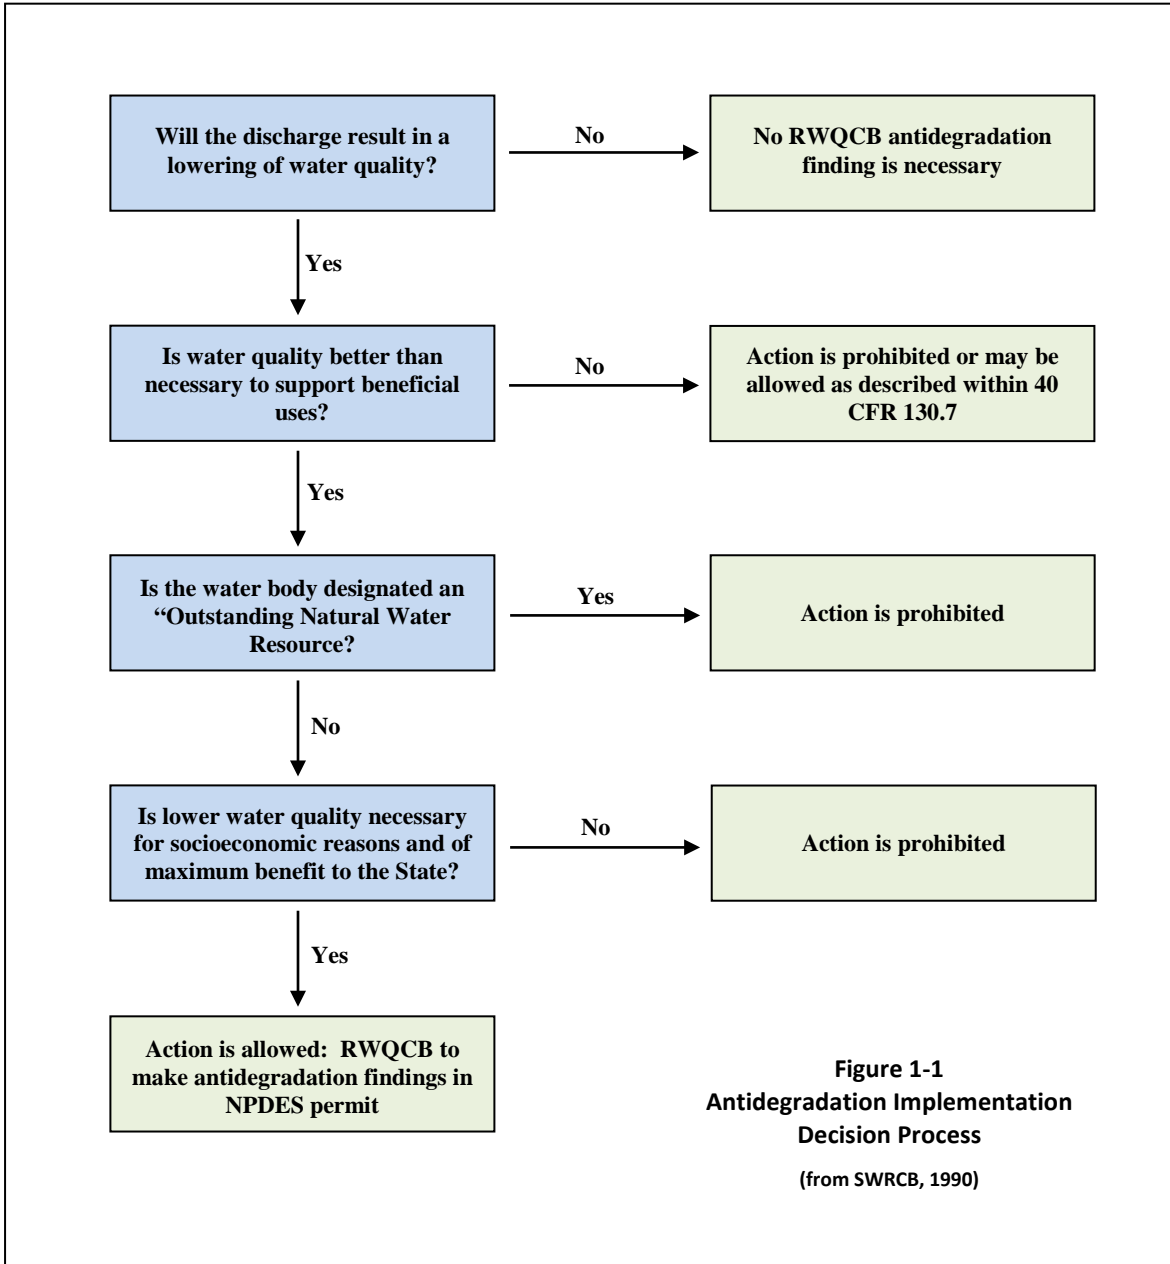 Will the discharge result in a
lowering of water quality?
No
No RWQCB antidegradation
finding is necessary
Yes
Is water quality better than
necessary to support beneficial
uses?
No
Action is prohibited or may be
allowed as described within 40
CFR 130.7
Yes
Is the water body designated an
“Outstanding Natural Water
Resource?
Yes
Action is prohibited
No
Is lower water quality necessary
for socioeconomic reasons and of
maximum benefit to the State?
No
Action is prohibited
Yes
Action is allowed:  RWQCB to
make antidegradation findings in
NPDES permit
Figure 1-1
Antidegradation Implementation
Decision Process
(from SWRCB, 1990)